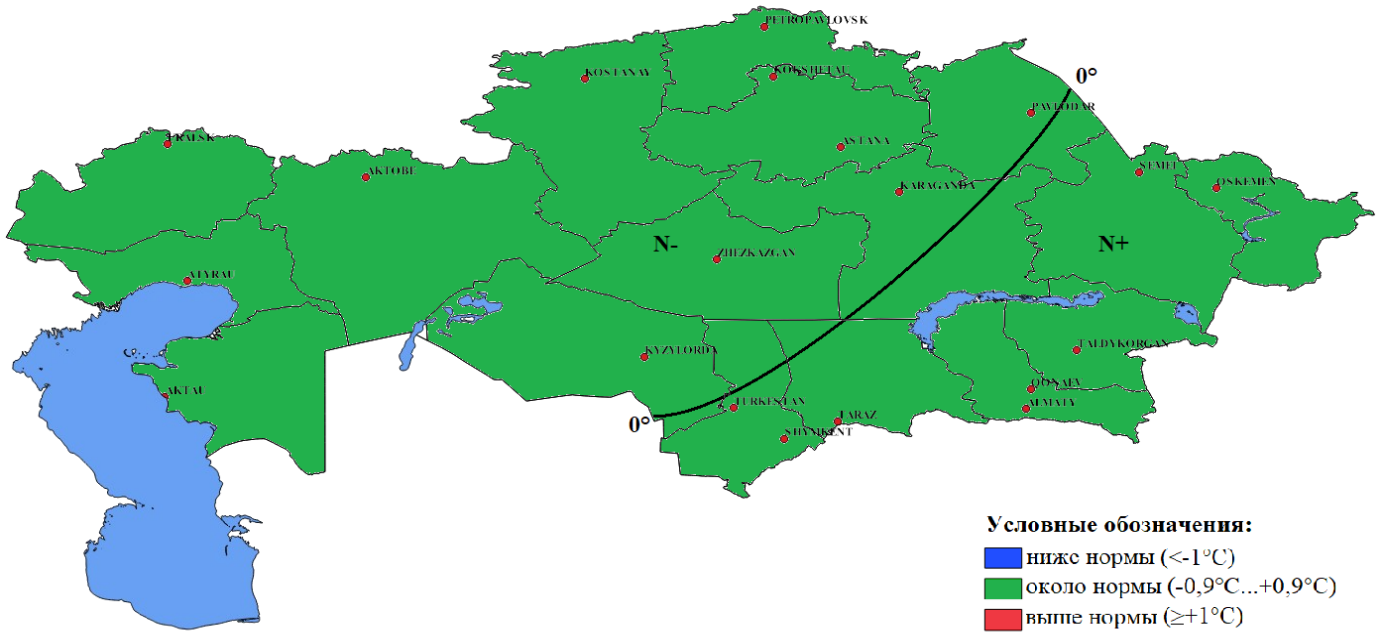 PETROPAVLOVSK
KOSTANAY
KOKSHETAU
0°
PAVLODAR
URALSK
ASTANA
AKTOBE
SEMEI
OSKEMEN
KARAGANDA
N-
N+
ZHEZKAZGAN
ATYRAU
KYZYLORDA
TALDYKORGAN
QONAEV
AKTAU
TURKESTAN
ALMATY
0°
TARAZ
SHYMKENT
Условные обозначения:
ниже нормы (<-1°C)
около нормы (-0,9°C...+0,9°C)
выше нормы (≥+1°C)